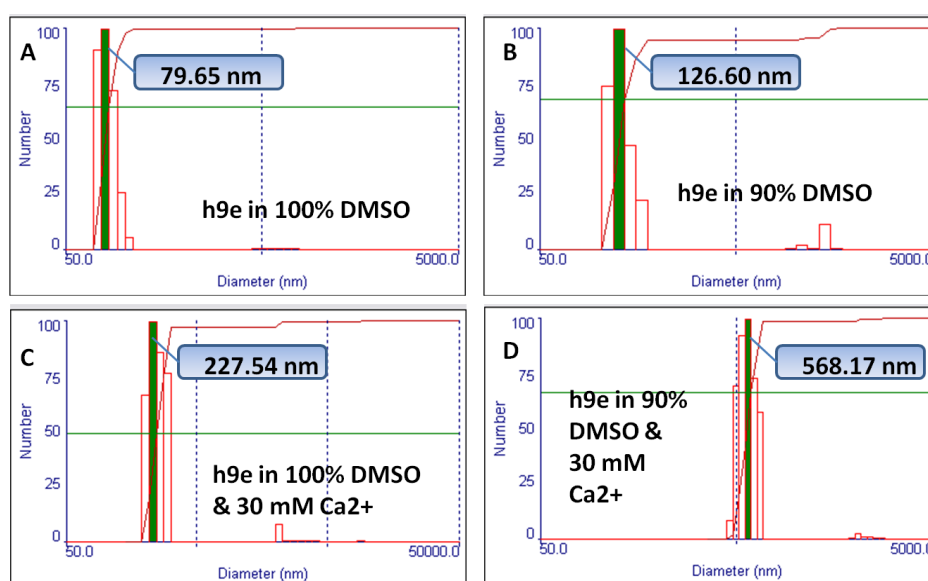 A
100
75
50
25
0
Number
79.65 nm
h9e in 100% DMSO
50.0
5000.0
Diameter (nm)
B
100
75
50
25
0
Number
126.60 nm
h9e in 90% DMSO
50.0
5000.0
Diameter (nm)
C
100
75
50
25
0
Number
227.54 nm
h9e in 100% DMSO
& 30 mM Ca2+
50.0
50000.0
Diameter (nm)
D
100
75
50
25
0
Number
568.17 nm
h9e in 90%
DMSO &
30 mM
Ca2+
50.0
5000.0
Diameter (nm)